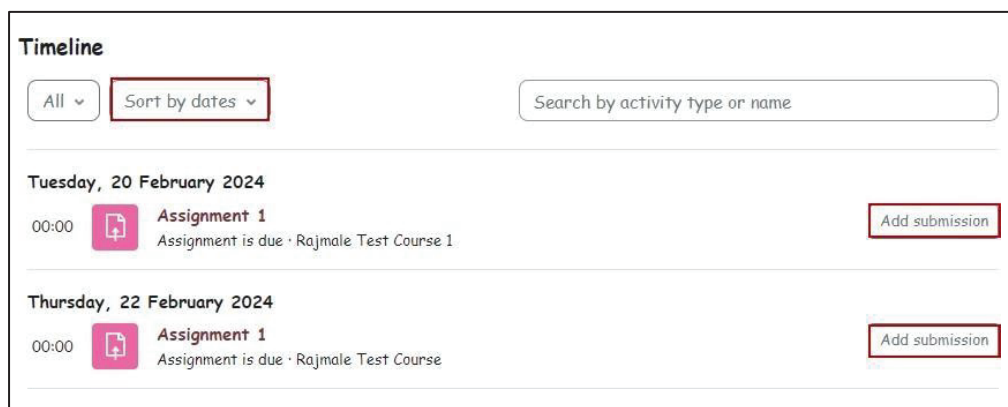 Timeline
All Sort by dates Search by activity type or name
Tuesday, 20 February 2024
00:00 Assignment 1 Add submission
Assignment is due · Rajmale Test Course 1
Thursday, 22 February 2024
00:00 Assignment 1 Add submission
Assignment is due · Rajmale Test Course